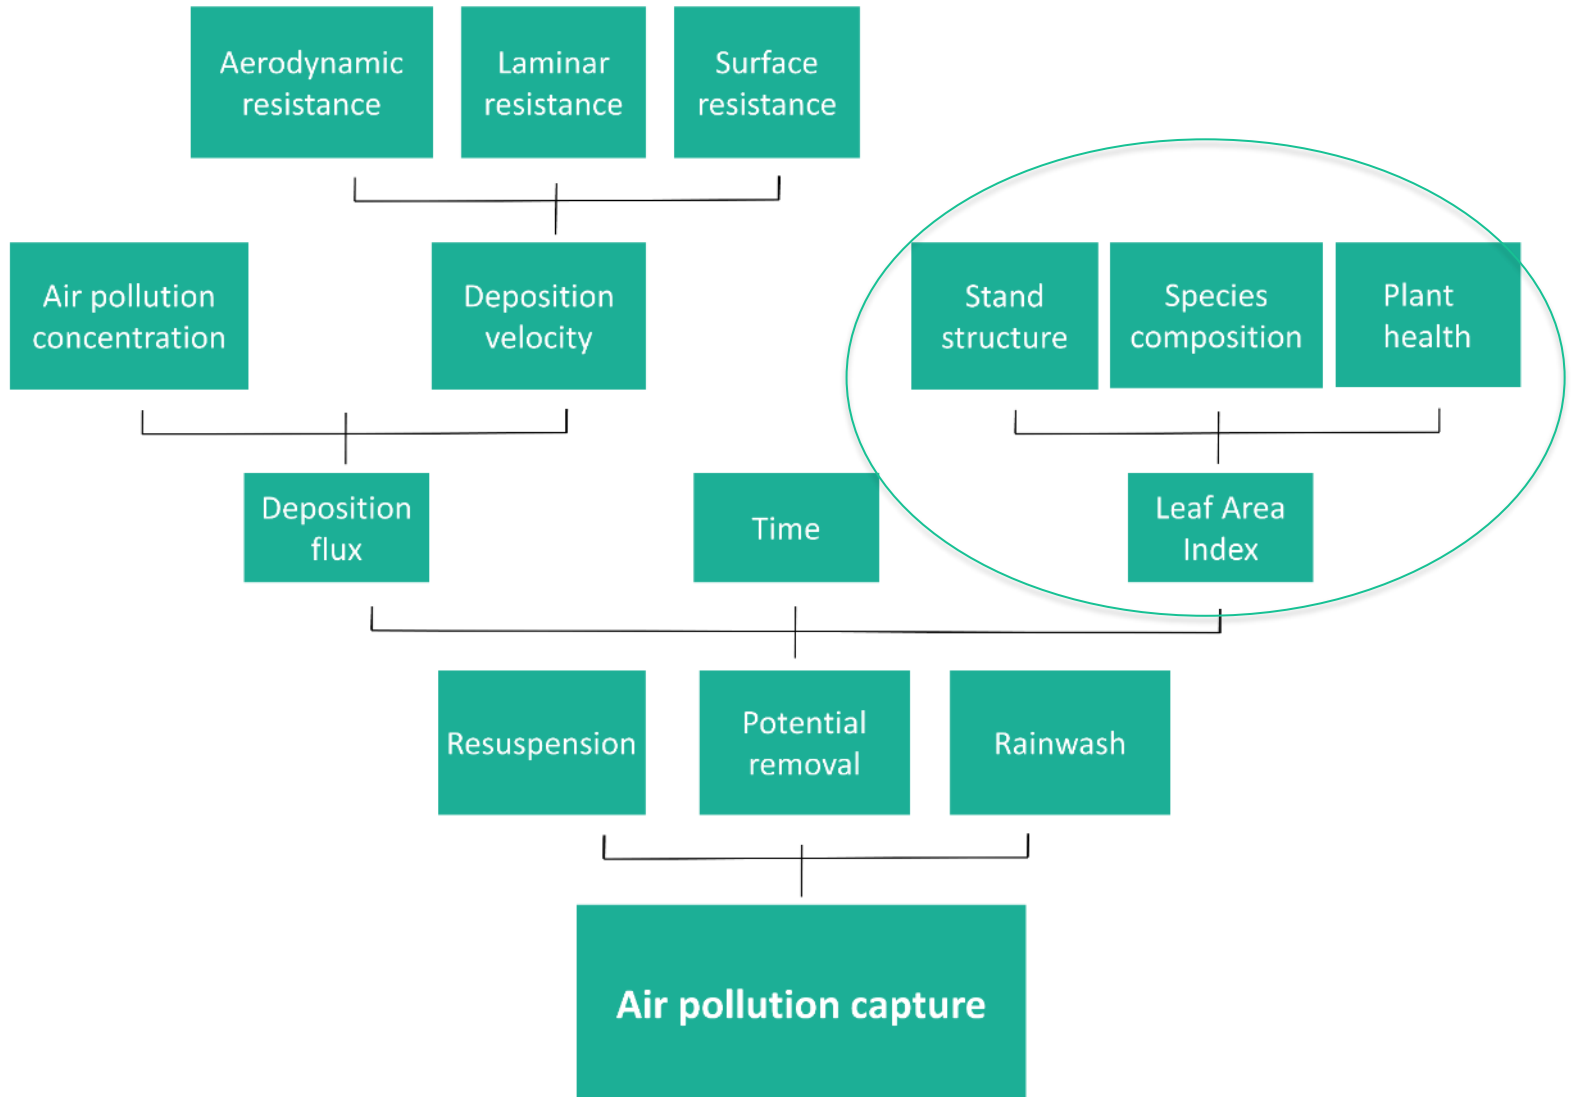 Aerodynamic
resistance
Laminar
resistance
Surface
resistance
Air pollution
concentration
Deposition
velocity
Stand
structure
Species
composition
Plant
health
Deposition
flux
Time
Leaf Area
Index
Resuspension
Potential
removal
Rainwash
Air pollution capture